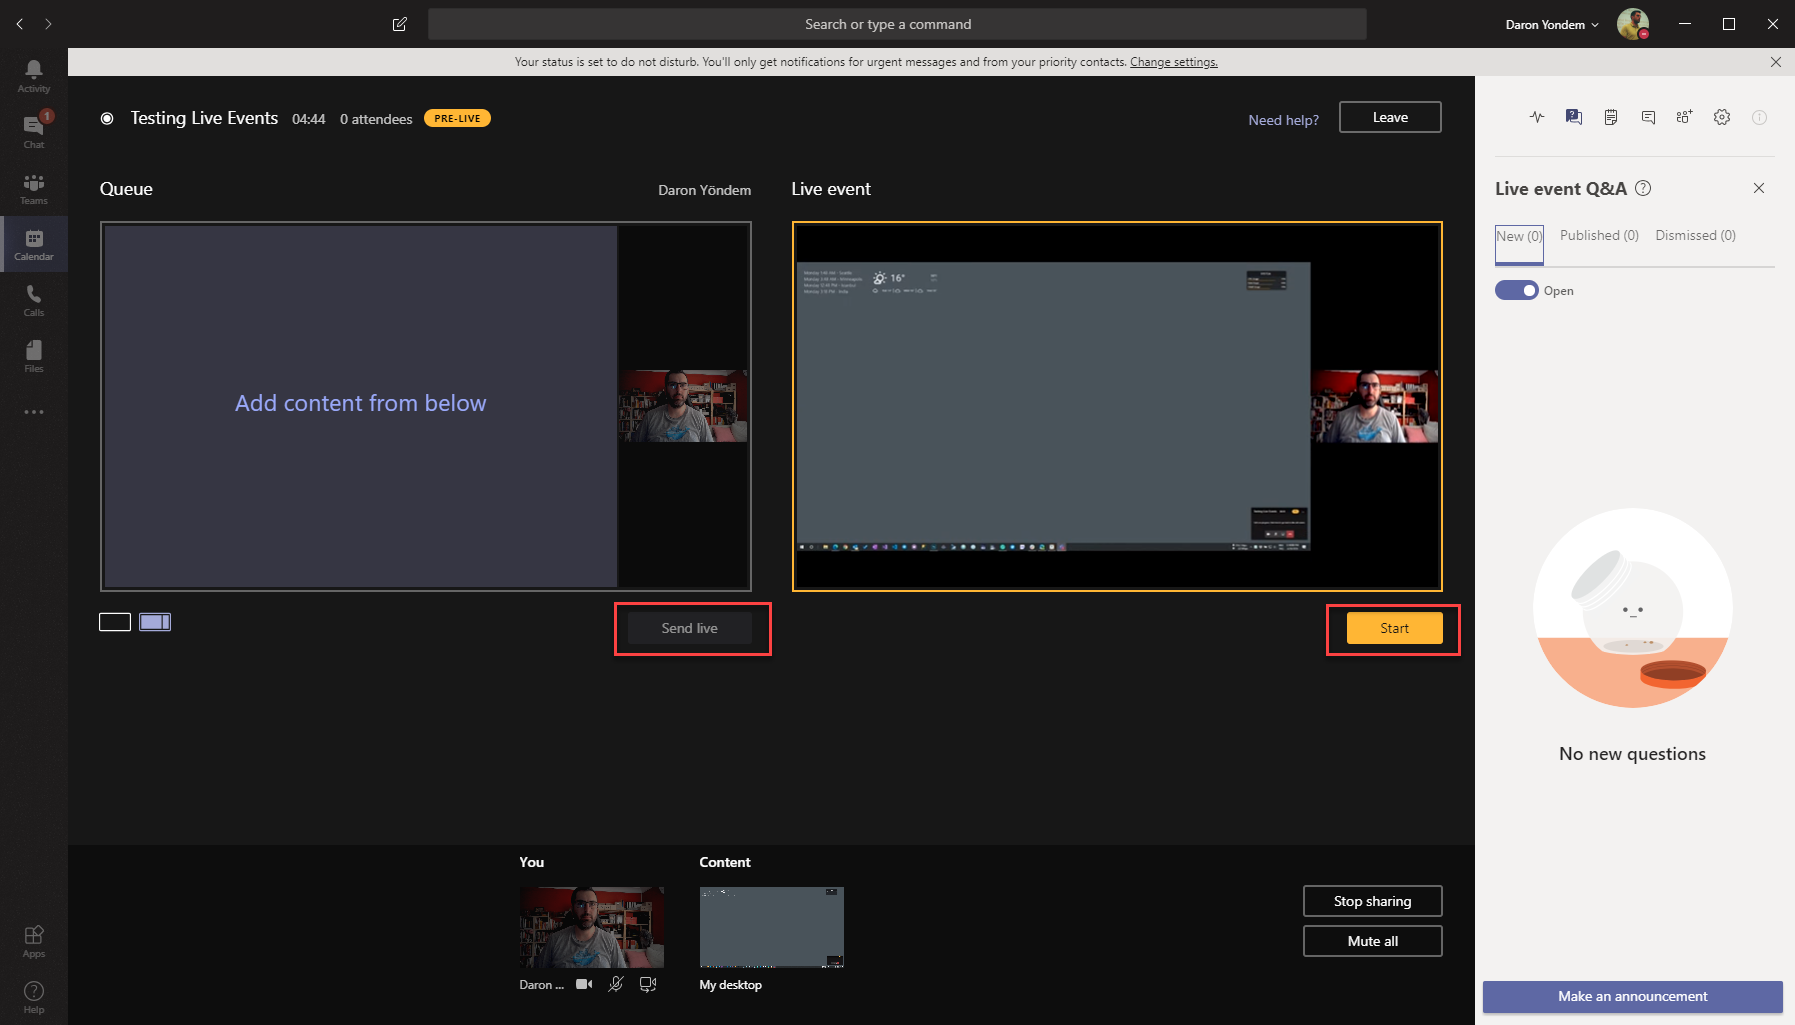 Search or type a command
Daron Yondem
Your status is set to do not disturb. You'll only get notifications for urgent messages and from your priority contacts. Change settings.
Activity
1
Chat
Teams
Calendar
Calls
Files
Apps
Help
Testing Live Events 04:44 0 attendees PRE-LIVE
Need help?
Leave
Queue
Daron Yöndem
Add content from below
Send live
Live event
16°
Start
You
Daron ...
Content
My desktop
Stop sharing
Mute all
Live event Q&A
New (0) Published (0) Dismissed (0)
Open
No new questions
Make an announcement